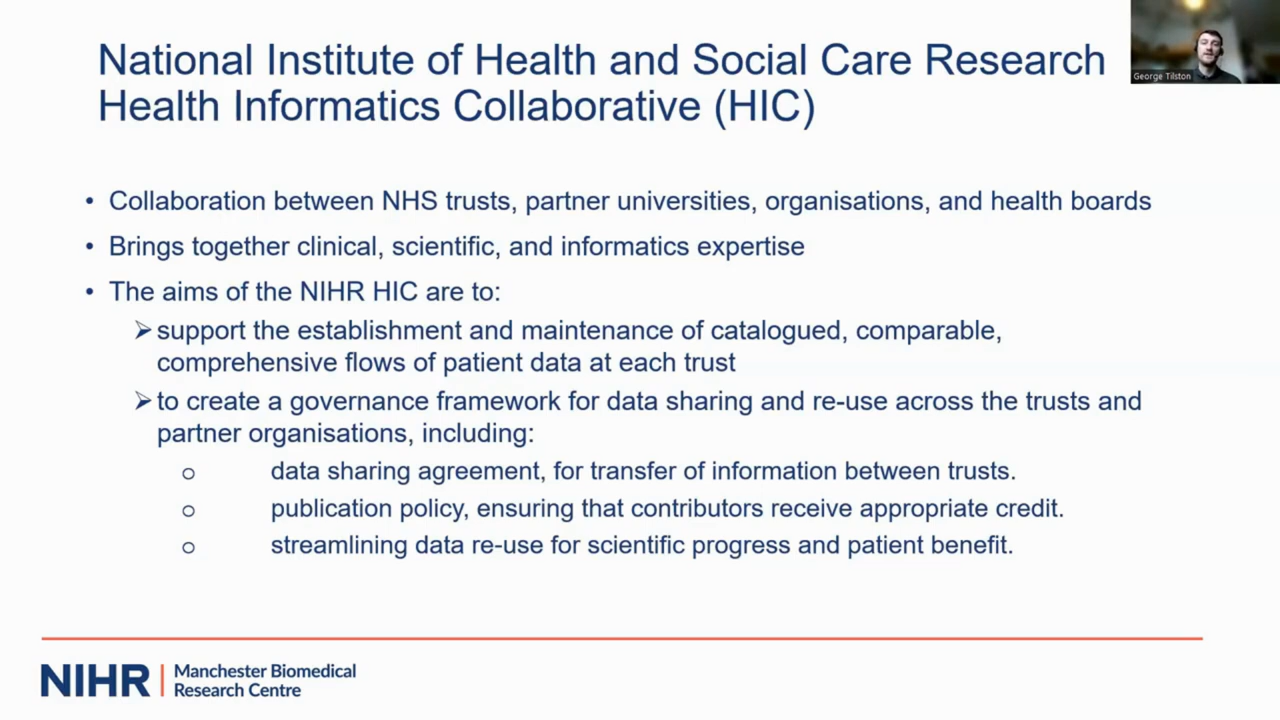 National Institute of Health and Social Care Research
Health Informatics Collaborative (HIC)
George Tilston
• Collaboration between NHS trusts, partner universities, organisations, and health boards
• Brings together clinical, scientific, and informatics expertise
• The aims of the NIHR HIC are to:
➢ support the establishment and maintenance of catalogued, comparable,
comprehensive flows of patient data at each trust
➢ to create a governance framework for data sharing and re-use across the trusts and
partner organisations, including:
o data sharing agreement, for transfer of information between trusts.
o publication policy, ensuring that contributors receive appropriate credit.
o streamlining data re-use for scientific progress and patient benefit.
NIHR | Manchester Biomedical
Research Centre